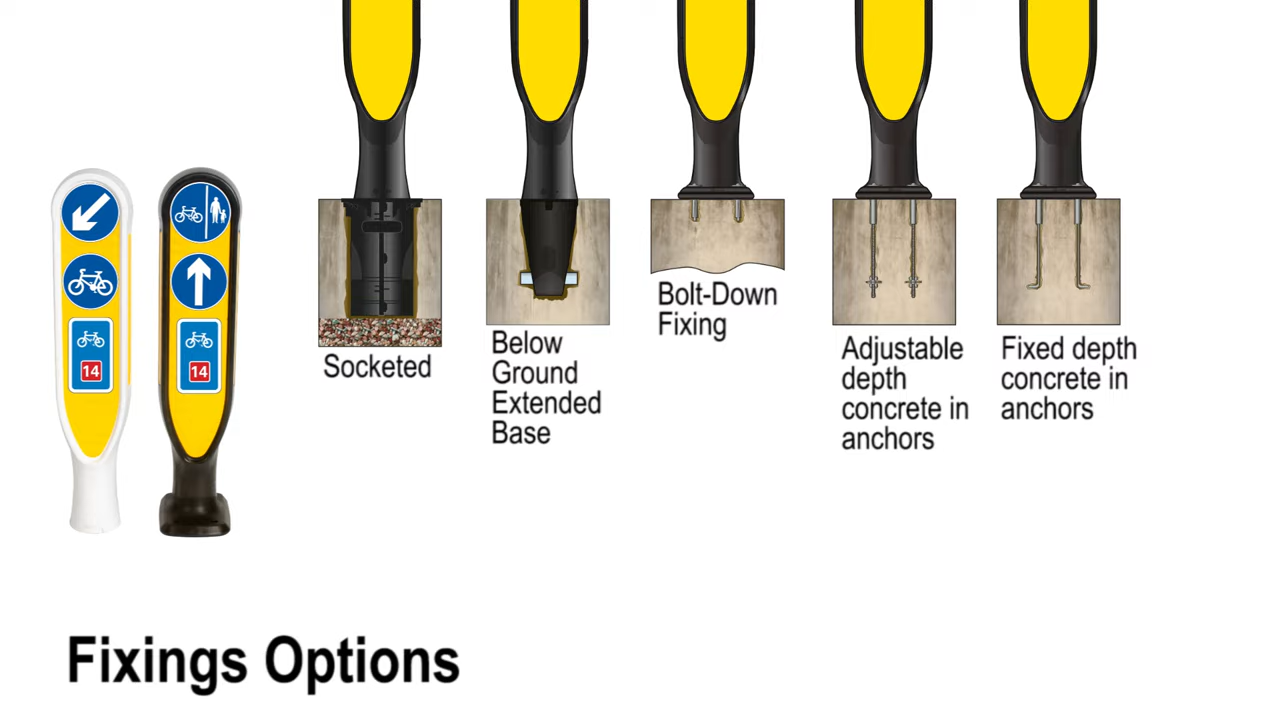 14
14
Socketed
Below
Ground
Extended
Base
Bolt-Down
Fixing
Adjustable
depth
concrete in
anchors
Fixed depth
concrete in
anchors
Fixings Options